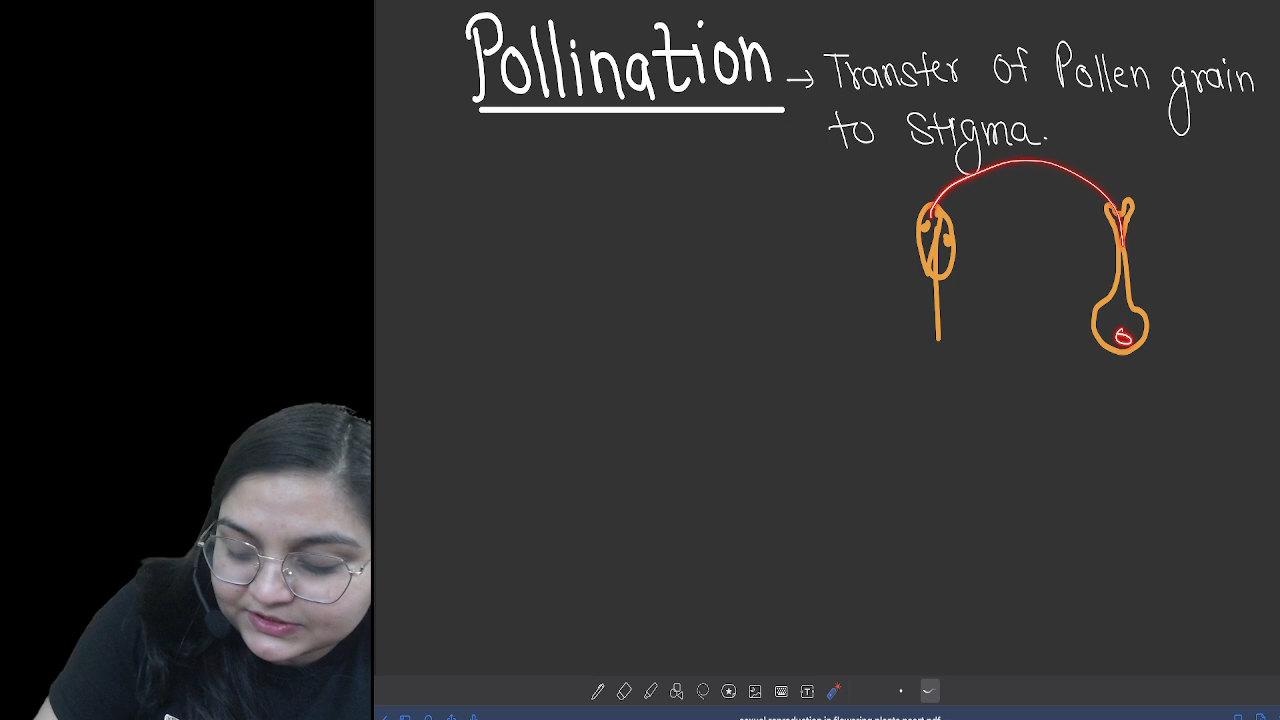 Pollination → Transfer of Pollen grain
to Stigma.